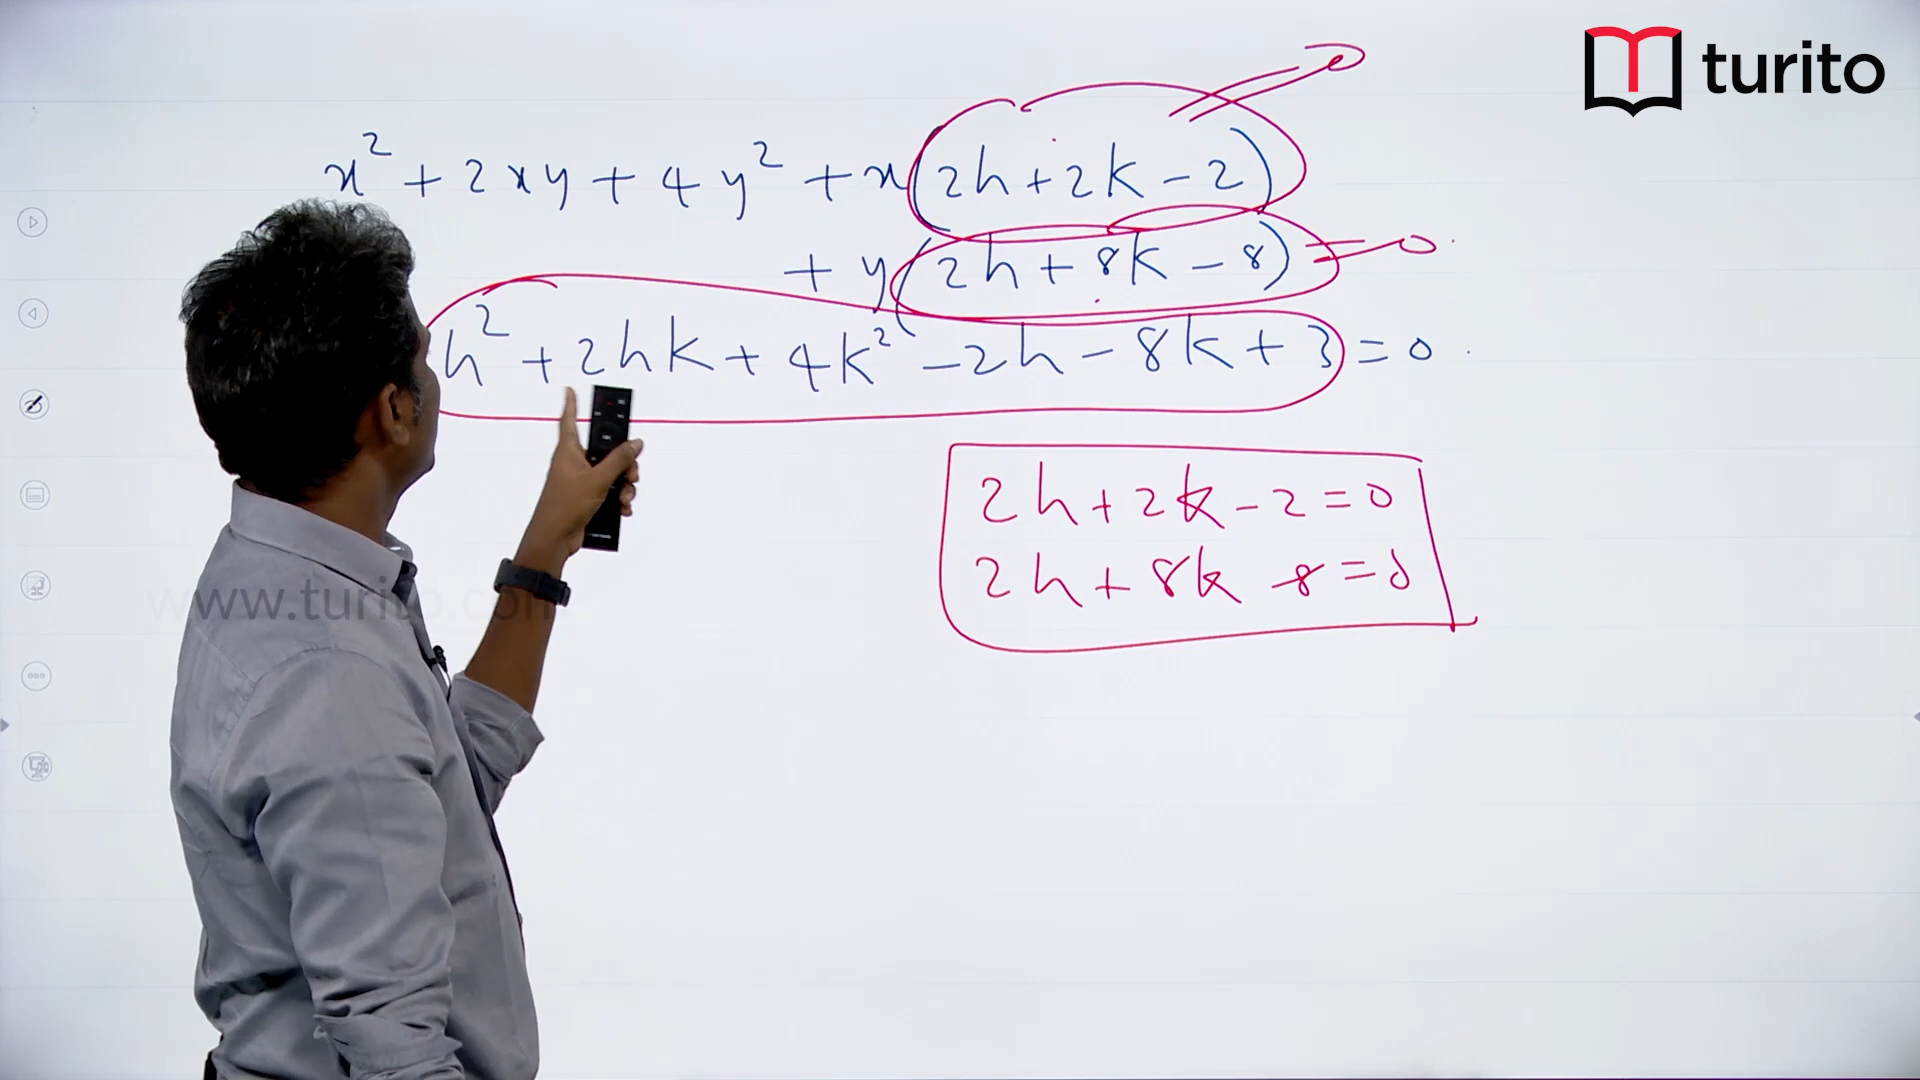 turito
x² + 2xy + 4y² + x(2h + 2k - 2) = 0
+ y(2h + 8k - 8) = 0
h² + 2hk + 4k² - 2h - 8k + 3 = 0
2h + 2k - 2 = 0
2h + 8k - 8 = 0
www.turito.com